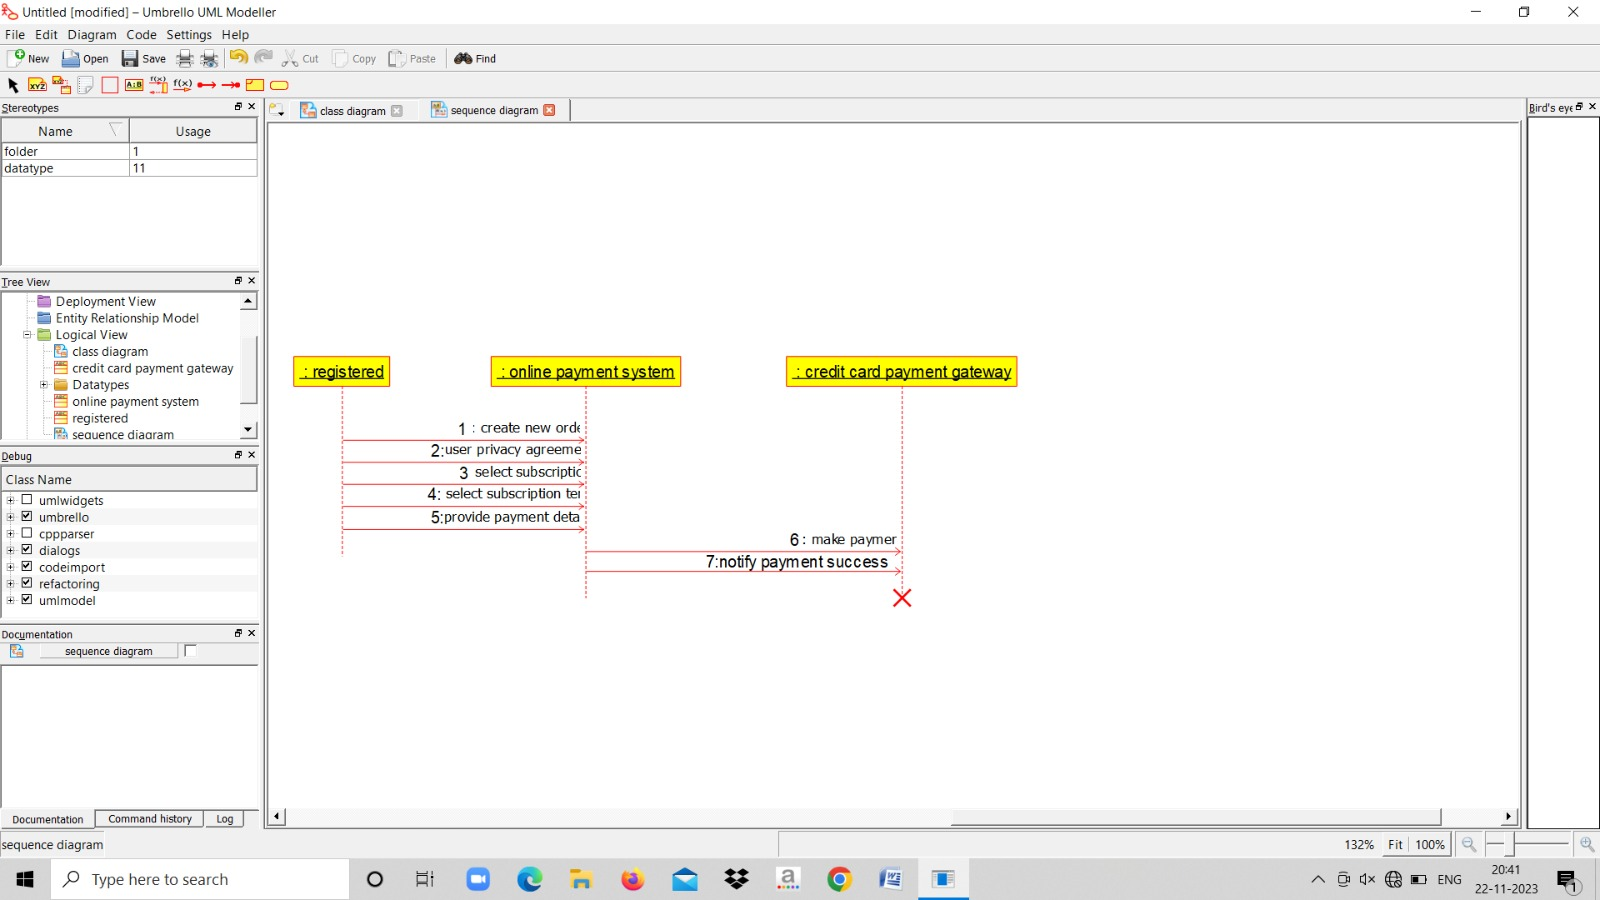 Untitled [modified] – Umbrello UML Modeller
File Edit Diagram Code Settings Help
New Open Save Cut Copy Paste Find
XYZ A:B f(x) f(x)
Stereotypes
Name Usage
folder 1
datatype 11
Tree View
Deployment View
Entity Relationship Model
Logical View
class diagram
credit card payment gateway
Datatypes
online payment system
registered
sequence diagram
Debug
Class Name
umlwidgets
umbrello
cppparser
dialogs
codeimport
refactoring
umlmodel
Documentation
sequence diagram
Documentation Command history Log
class diagram sequence diagram
Bird's eye
: registered : online payment system : credit card payment gateway
1 : create new orde
2:user privacy agreeme
3 select subscriptic
4: select subscription ter
5:provide payment deta
6 : make paymer
7:notify payment success
sequence diagram
132% Fit 100%
Type here to search
ENG
20:41
22-11-2023
1